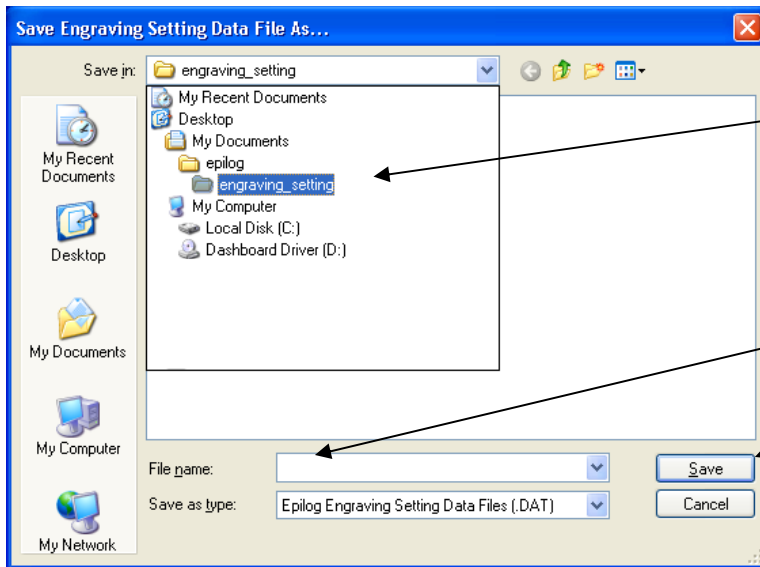 Save Engraving Setting Data File As...
Save in:
engraving_setting
My Recent Documents
Desktop
My Documents
epilog
engraving_setting
My Computer
Local Disk (C:)
Dashboard Driver (D:)
My Recent
Documents
Desktop
My Documents
My Computer
My Network
File name:
Save
Save as type:
Epilog Engraving Setting Data Files (.DAT)
Cancel